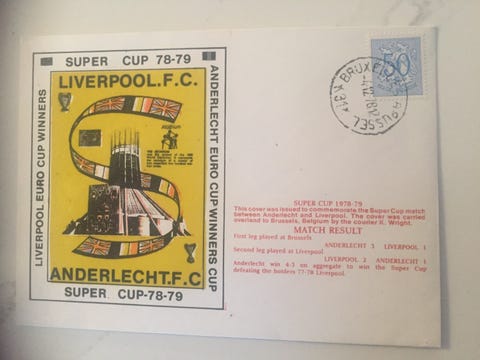 SUPER CUP 78-79
LIVERPOOL.F.C.
LIVERPOOL EURO CUP WINNERS
ANDERLECHT EURO CUP WINNERS CUP
ANDERLECHT.F.C
SUPER CUP-78-79
50
BRUXELLES
BRUSSEL
SUPER CUP 1978-79
This cover was issued to commemorate the Super Cup match
between Anderlecht and Liverpool. The cover was carried
overland to Brussels, Belgium by the courier K. Wright.
MATCH RESULT
First leg played at Brussels
ANDERLECHT 3 LIVERPOOL 1
Second leg played at Liverpool
LIVERPOOL 2 ANDERLECHT 1
Anderlecht win 4-3 on aggregate to win the Super Cup
defeating the holders 77-78 Liverpool.